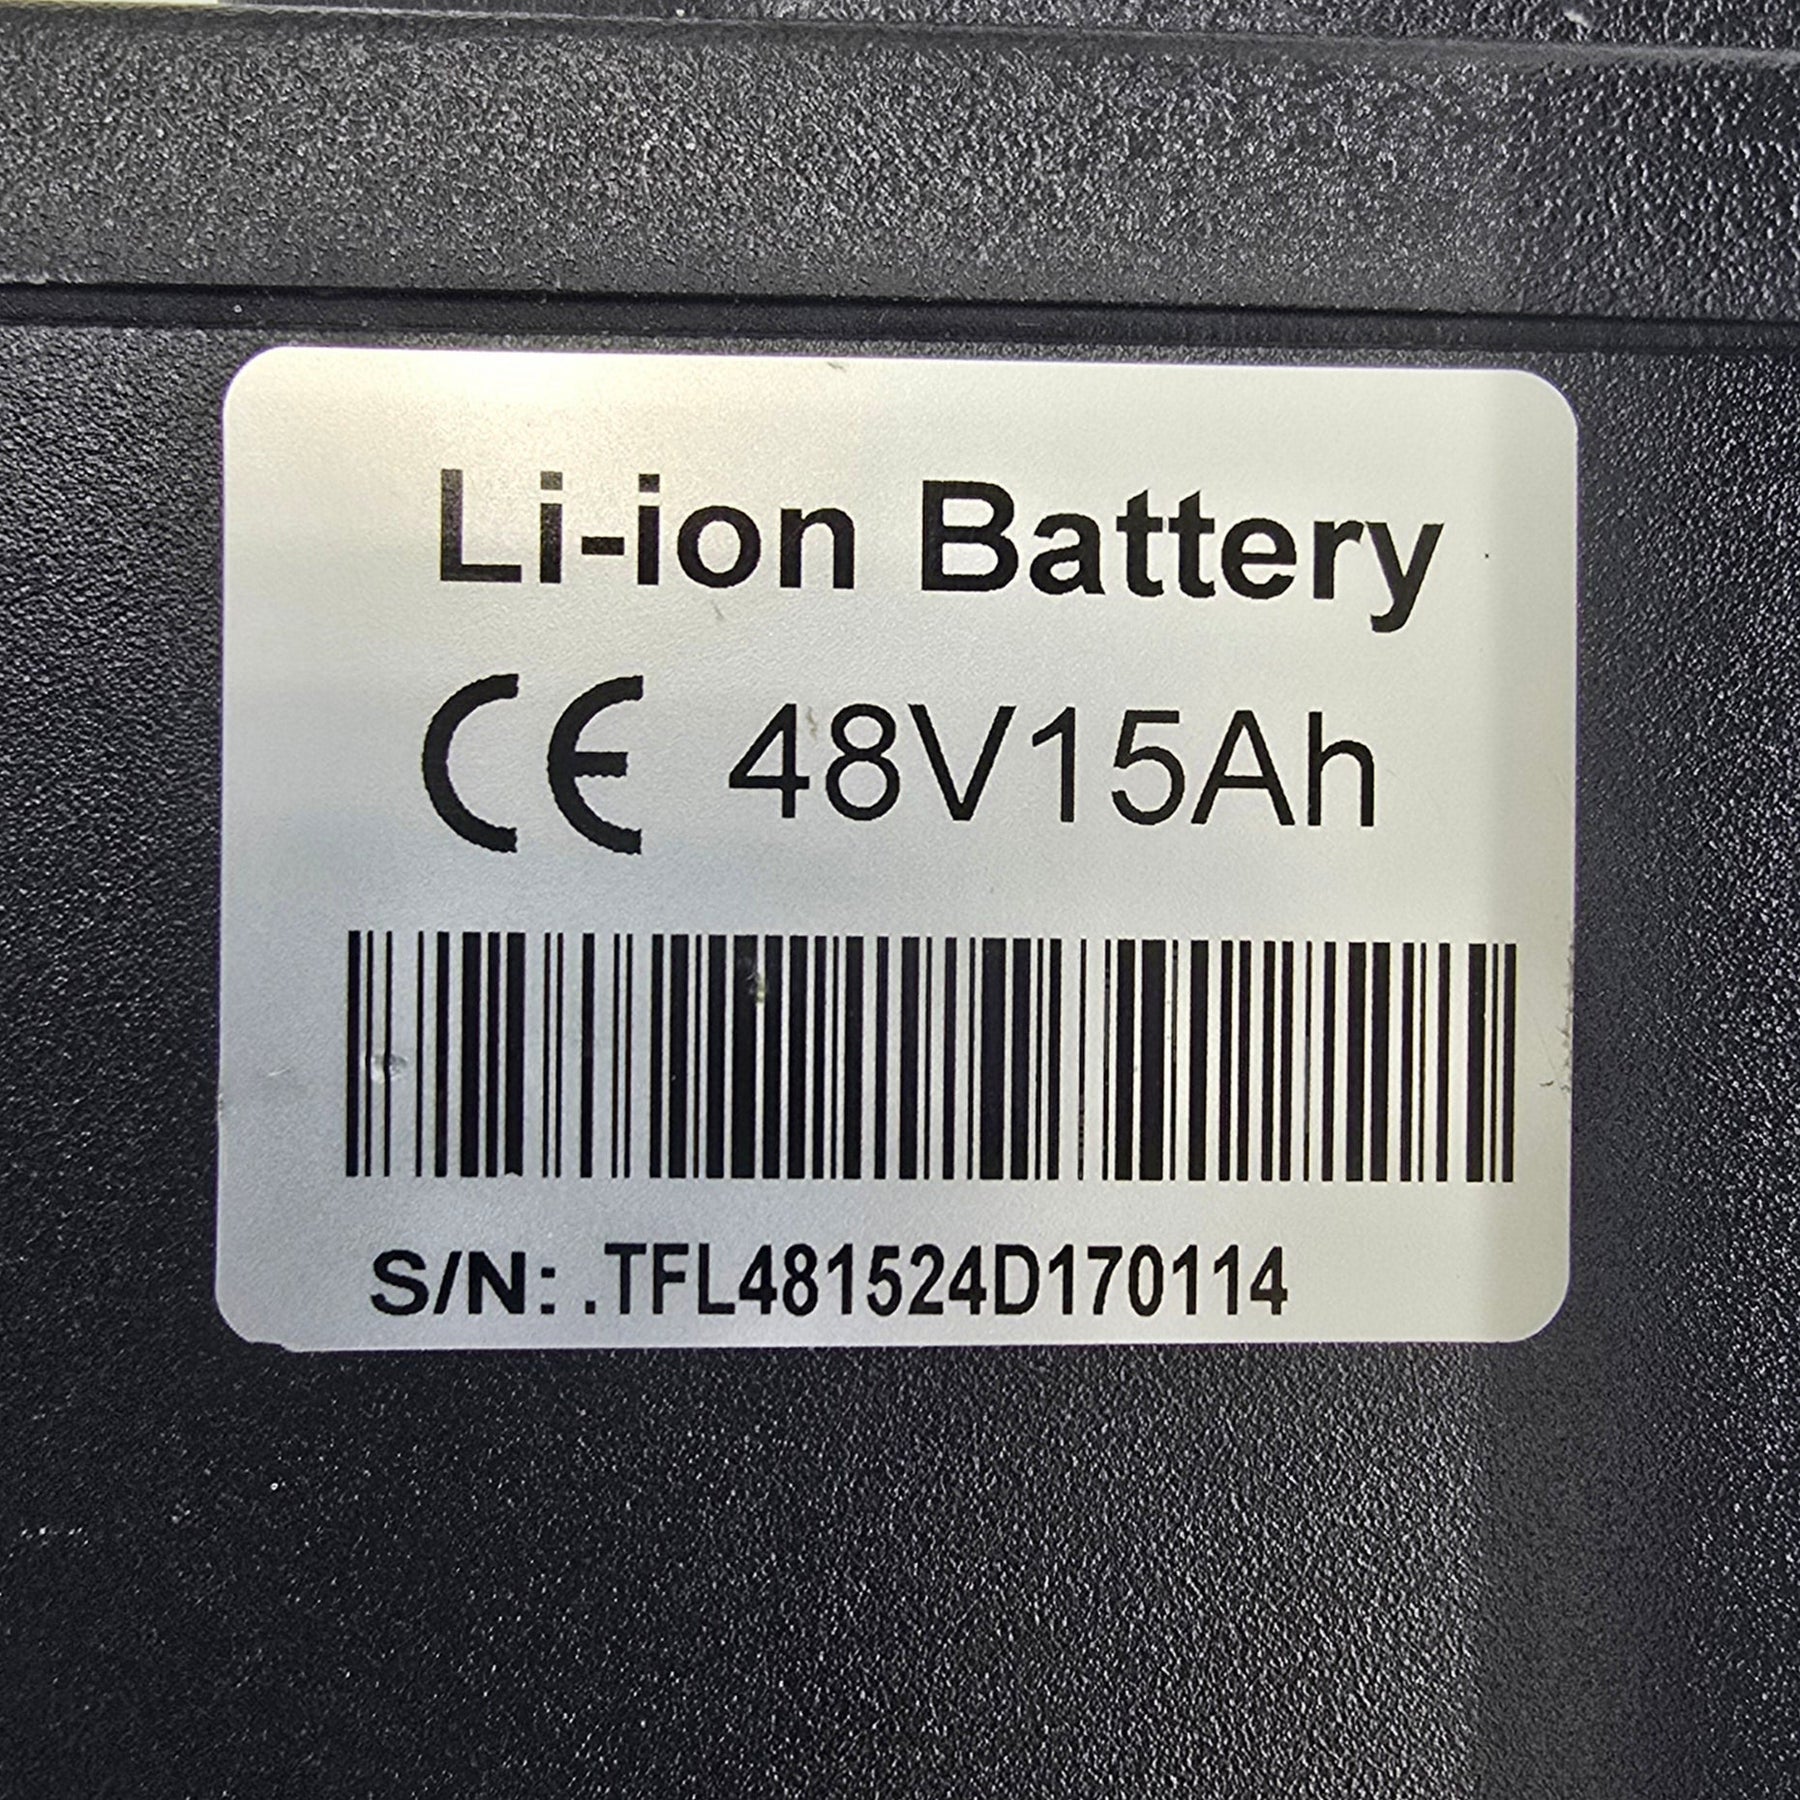 Li-ion Battery
CE 48V15Ah
S/N: .TFL481524D170114